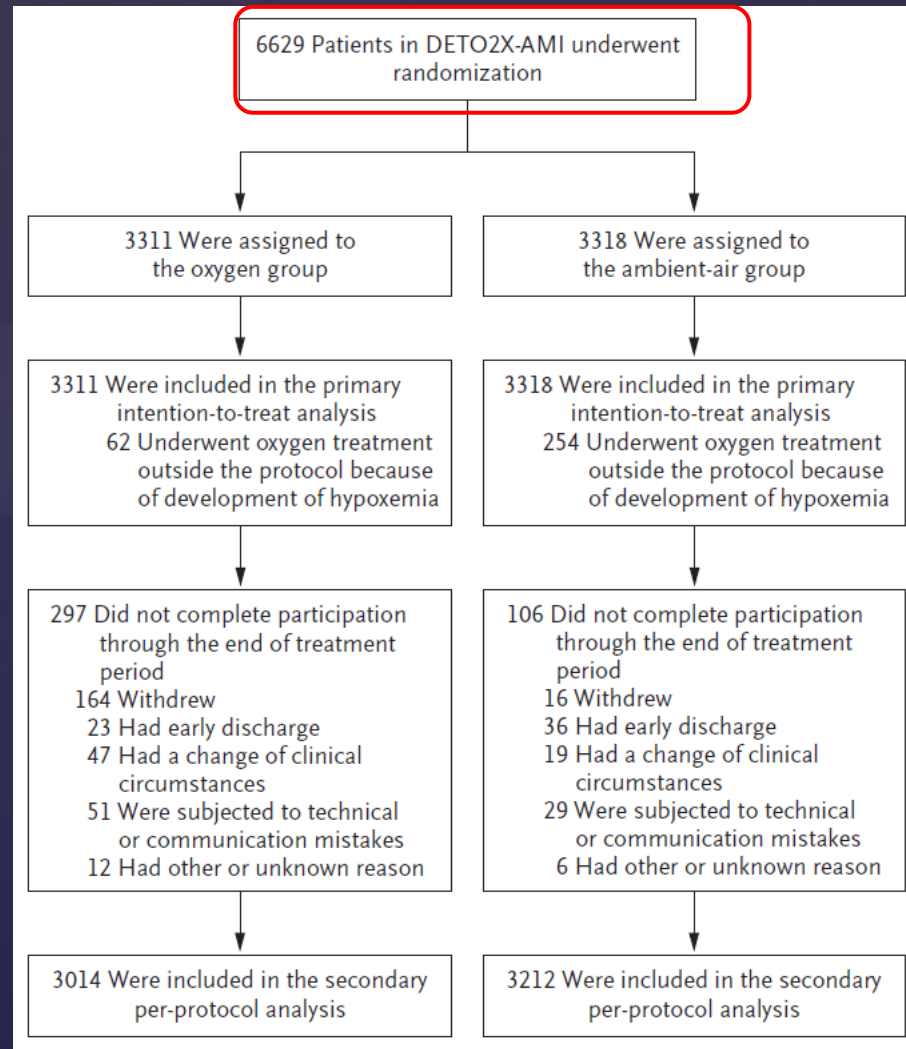 6629 Patients in DETO2X-AMI underwent
randomization
3311 Were assigned to
the oxygen group
3318 Were assigned to
the ambient-air group
3311 Were included in the primary
intention-to-treat analysis
62 Underwent oxygen treatment
outside the protocol because
of development of hypoxemia
3318 Were included in the primary
intention-to-treat analysis
254 Underwent oxygen treatment
outside the protocol because
of development of hypoxemia
297 Did not complete participation
through the end of treatment
period
164 Withdrew
23 Had early discharge
47 Had a change of clinical
circumstances
51 Were subjected to technical
or communication mistakes
12 Had other or unknown reason
106 Did not complete participation
through the end of treatment
period
16 Withdrew
36 Had early discharge
19 Had a change of clinical
circumstances
29 Were subjected to technical
or communication mistakes
6 Had other or unknown reason
3014 Were included in the secondary
per-protocol analysis
3212 Were included in the secondary
per-protocol analysis